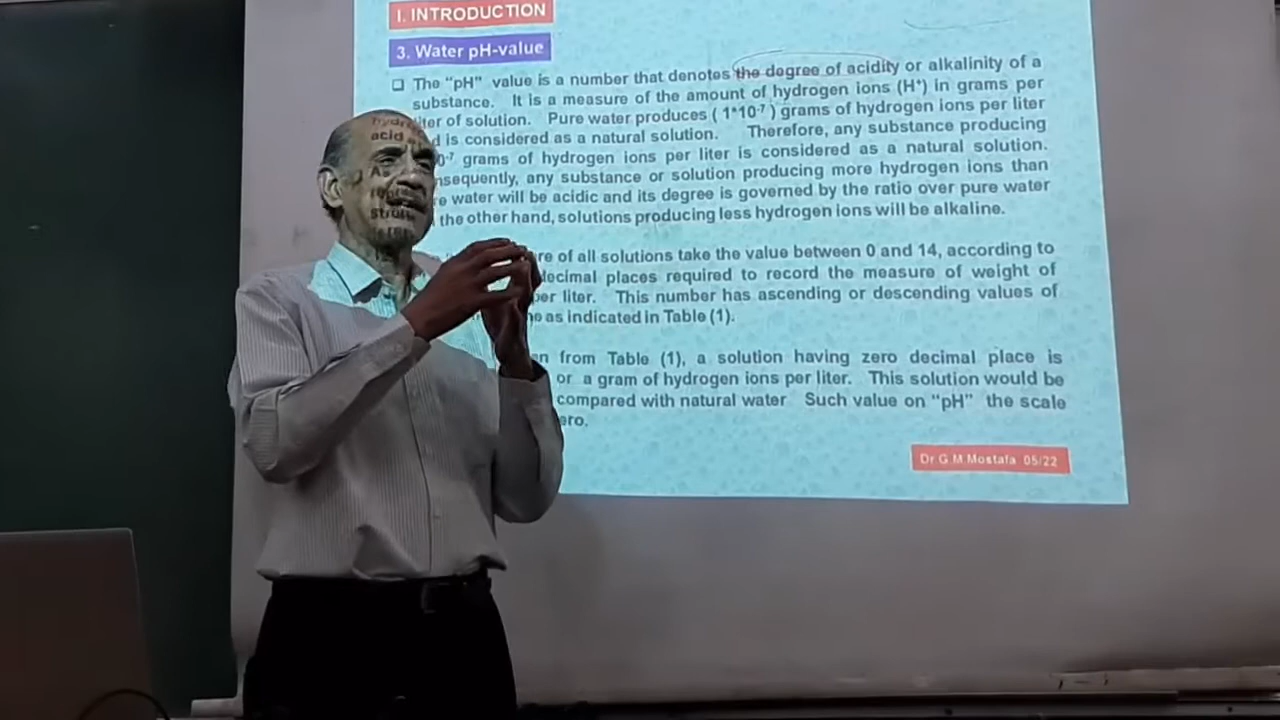 I. INTRODUCTION
3. Water pH-value
The "pH" value is a number that denotes the degree of acidity or alkalinity of a
substance. It is a measure of the amount of hydrogen ions (H⁺) in grams per
iter of solution. Pure water produces ( 1*10⁻⁷ ) grams of hydrogen ions per liter
d is considered as a natural solution. Therefore, any substance producing
0⁻⁷ grams of hydrogen ions per liter is considered as a natural solution.
nsequently, any substance or solution producing more hydrogen ions than
re water will be acidic and its degree is governed by the ratio over pure water
the other hand, solutions producing less hydrogen ions will be alkaline.
re of all solutions take the value between 0 and 14, according to
decimal places required to record the measure of weight of
per liter. This number has ascending or descending values of
as indicated in Table (1).
n from Table (1), a solution having zero decimal place is
or a gram of hydrogen ions per liter. This solution would be
compared with natural water Such value on "pH" the scale
ero.
Dr G M Mostafa 05/22